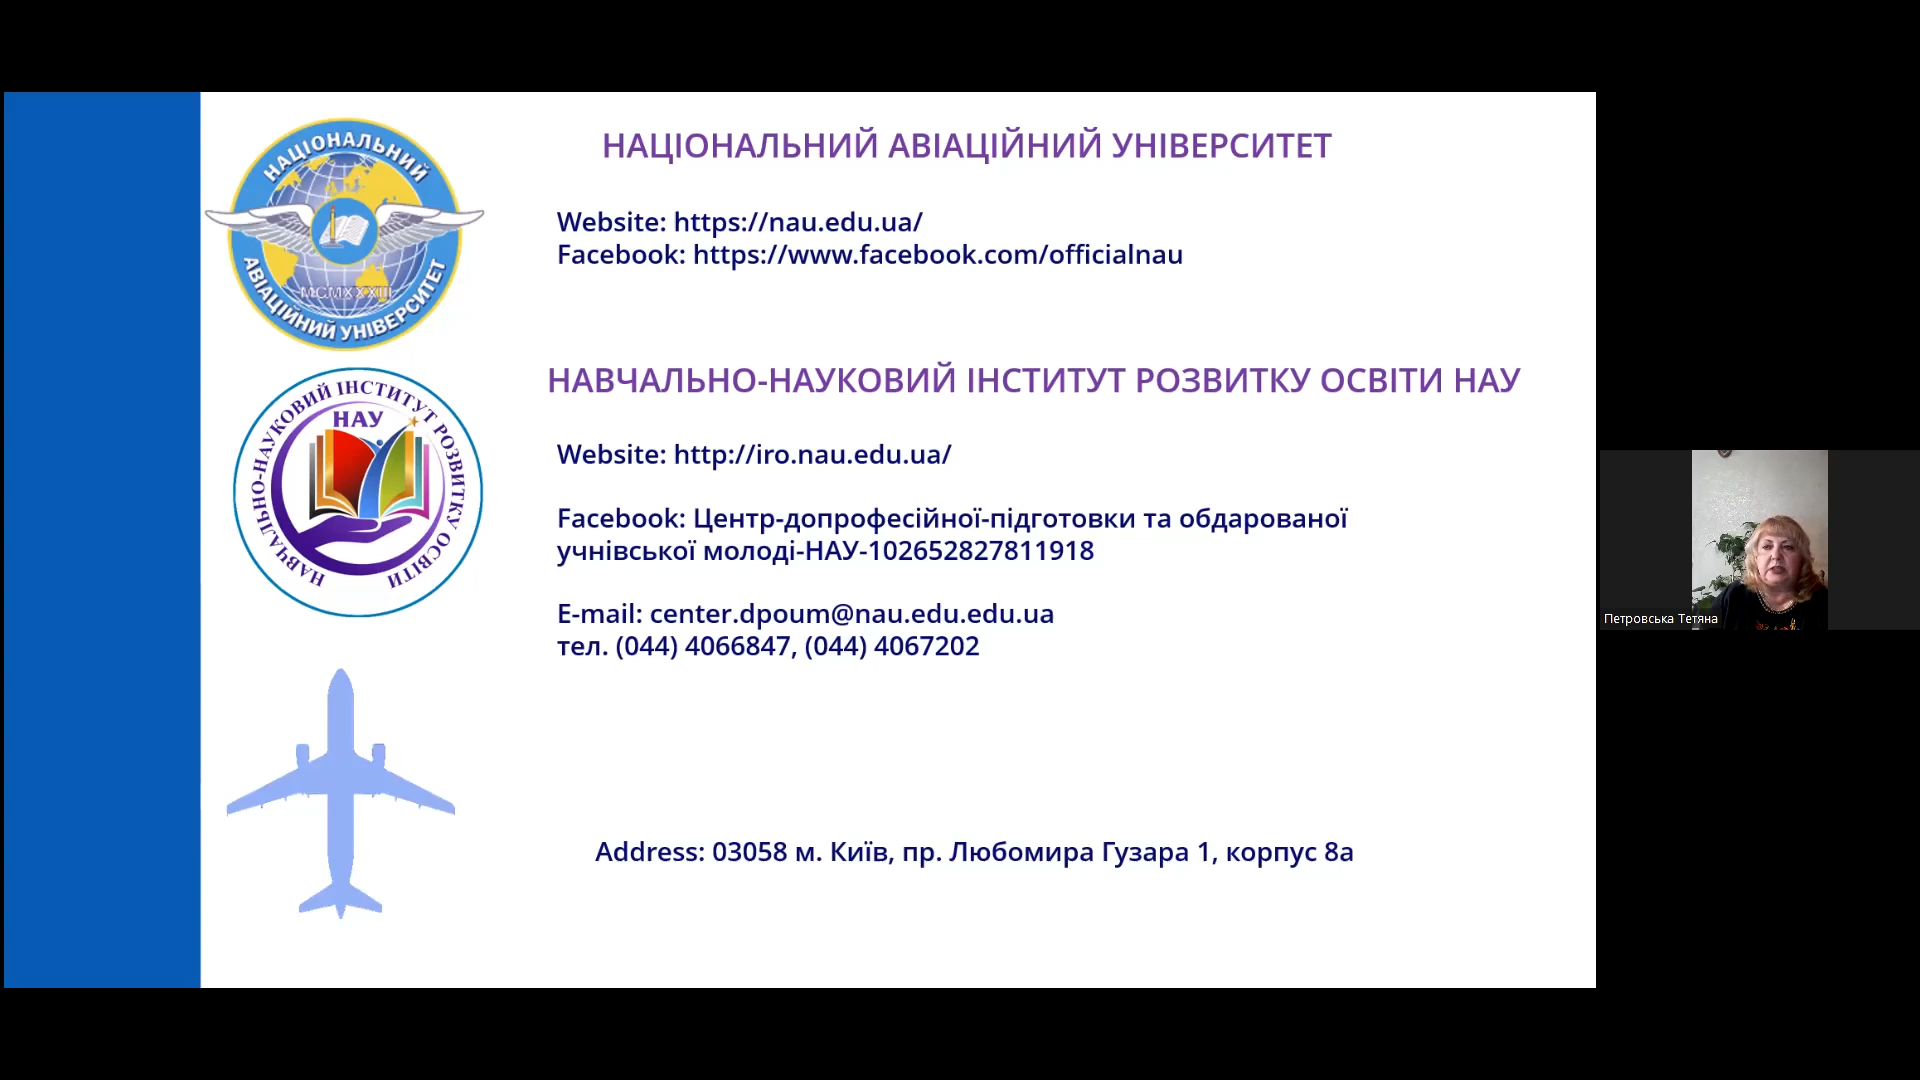 НАЦІОНАЛЬНИЙ
АВІАЦІЙНИЙ УНІВЕРСИТЕТ
MCMXXXIII
НАЦІОНАЛЬНИЙ АВІАЦІЙНИЙ УНІВЕРСИТЕТ
Website: https://nau.edu.ua/
Facebook: https://www.facebook.com/officialnau
НАВЧАЛЬНО-НАУКОВИЙ ІНСТИТУТ РОЗВИТКУ ОСВІТИ
НАУ
НАВЧАЛЬНО-НАУКОВИЙ ІНСТИТУТ РОЗВИТКУ ОСВІТИ НАУ
Website: http://iro.nau.edu.ua/
Facebook: Центр-допрофесійної-підготовки та обдарованої
учнівської молоді-НАУ-102652827811918
E-mail: center.dpoum@nau.edu.edu.ua
тел. (044) 4066847, (044) 4067202
Address: 03058 м. Київ, пр. Любомира Гузара 1, корпус 8а
Петровська Тетяна